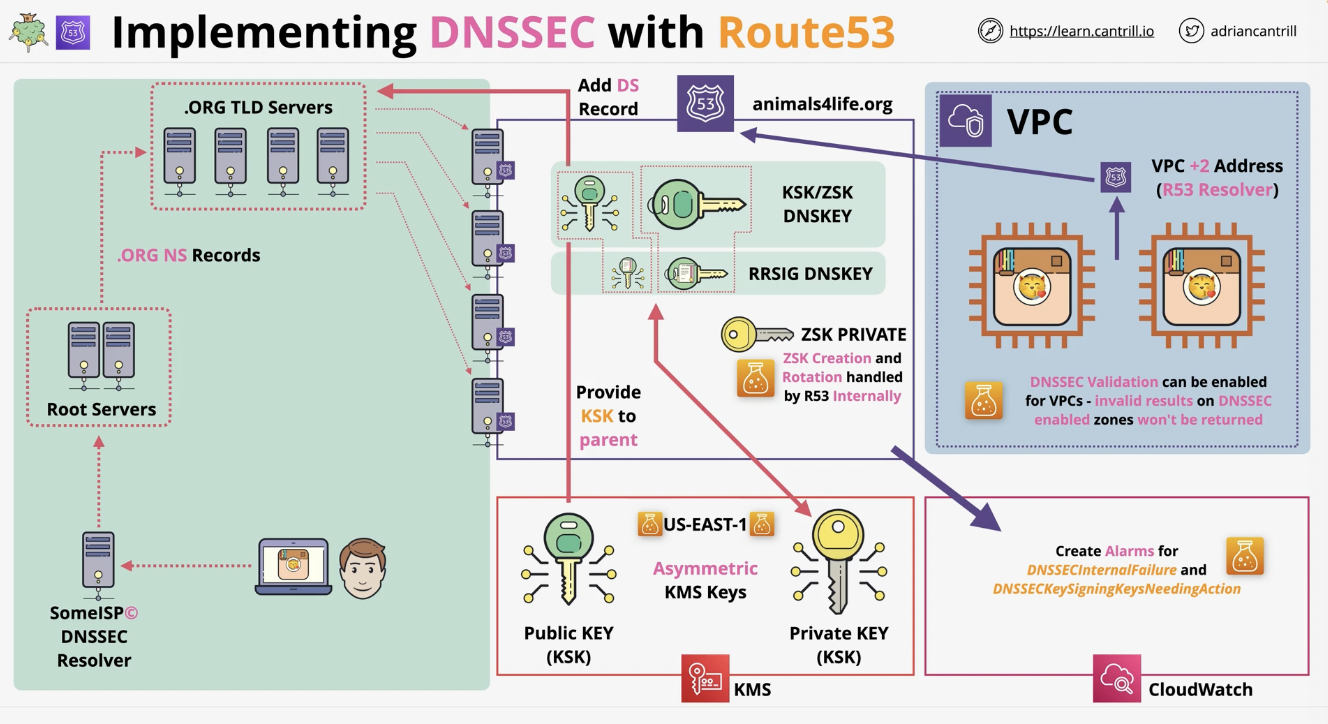 Implementing DNSSEC with Route53
https://learn.cantrill.io
adriancantrill
.ORG TLD Servers
.ORG NS Records
Root Servers
SomeISP©
DNSSEC
Resolver
Add DS
Record
53
animals4life.org
KSK/ZSK
DNSKEY
RRSIG DNSKEY
ZSK PRIVATE
ZSK Creation and
Rotation handled
by R53 Internally
Provide
KSK to
parent
US-EAST-1
Asymmetric
KMS Keys
Public KEY
(KSK)
Private KEY
(KSK)
KMS
VPC
53
VPC +2 Address
(R53 Resolver)
DNSSEC Validation can be enabled
for VPCs - invalid results on DNSSEC
enabled zones won't be returned
Create Alarms for
DNSSECInternalFailure and
DNSSECKeySigningKeysNeedingAction
CloudWatch